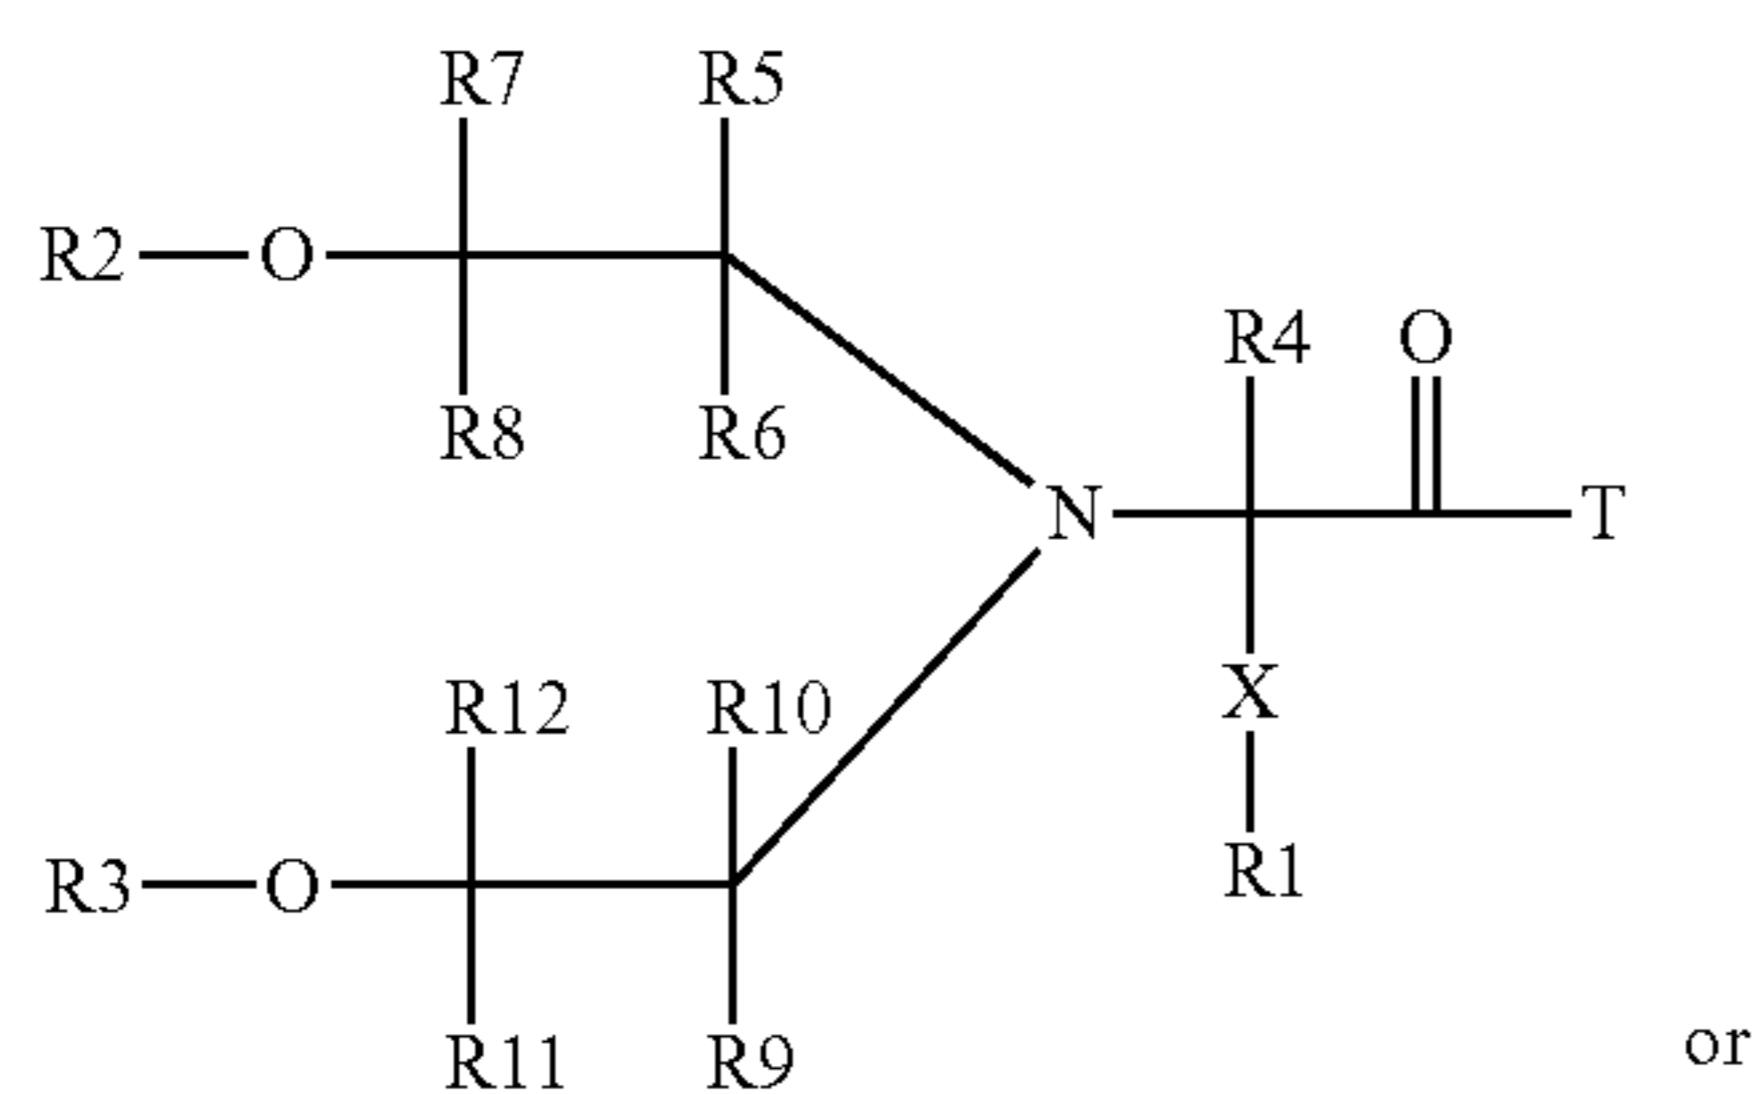 R7 R5
R2 O
R4 O
R8 R6
N T
X
R12 R10
R3 O R1
or
R11 R9